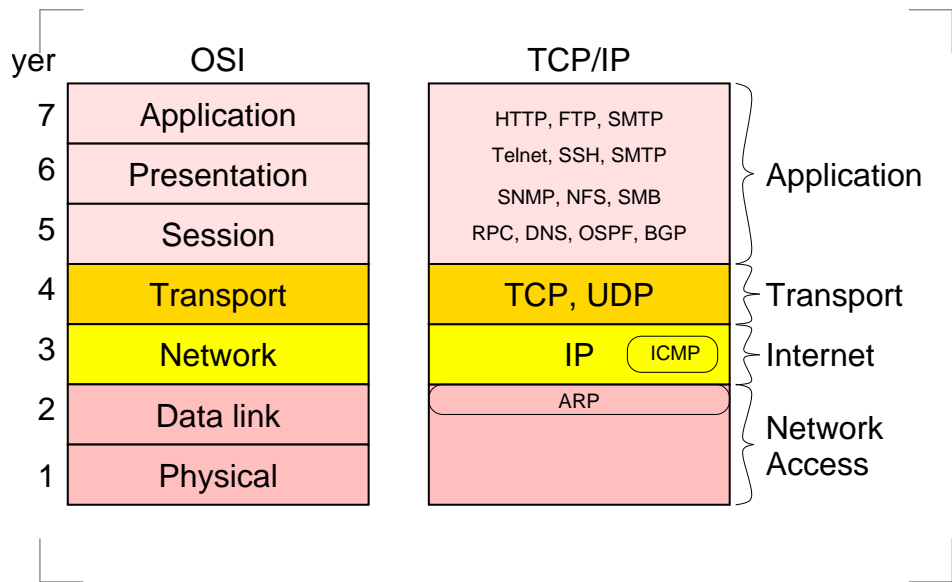 yer OSI TCP/IP
7 Application HTTP, FTP, SMTP
6 Presentation Telnet, SSH, SMTP Application
SNMP, NFS, SMB
5 Session RPC, DNS, OSPF, BGP
4 Transport TCP, UDP Transport
3 Network IP ICMP Internet
2 Data link ARP Network
1 Physical Access